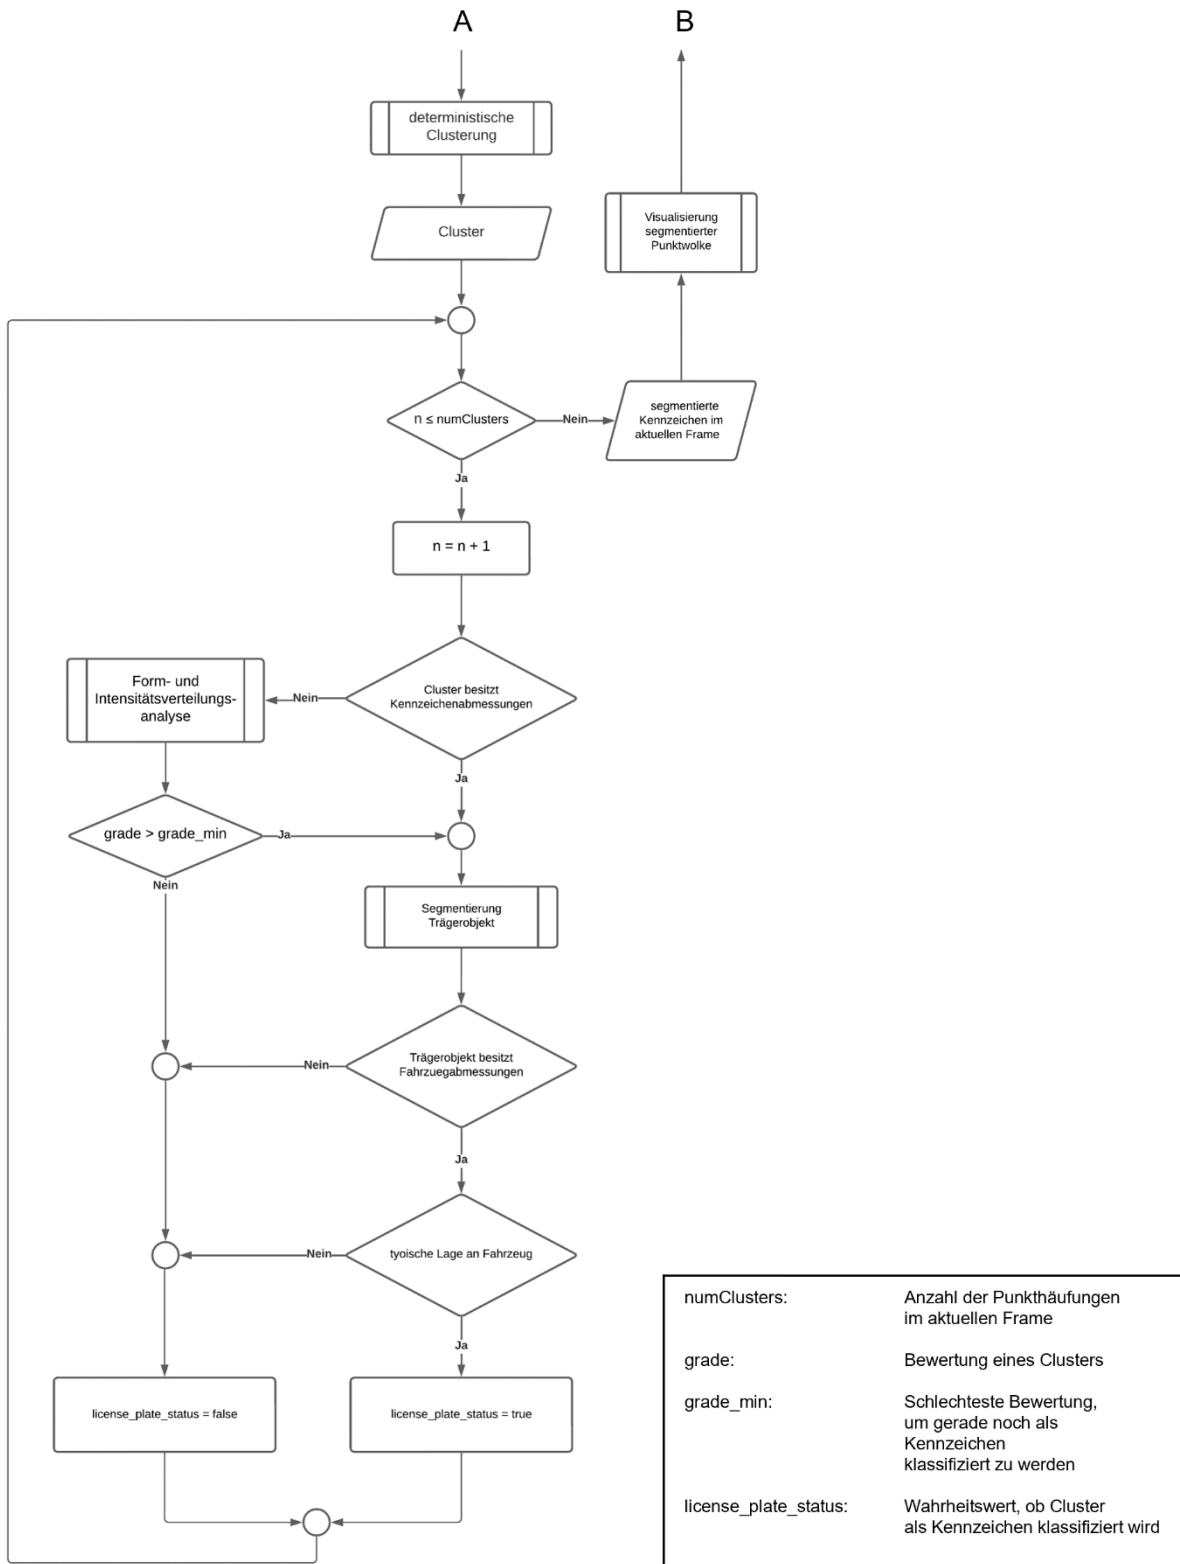 A
B
deterministische
Clusterung
Cluster
Visualisierung
segmentierter
Punktwolke
n ≤ numClusters
Nein
segmentierte
Kennzeichen im
aktuellen Frame
Ja
n = n + 1
Form- und
Intensitätsverteilungs-
analyse
Nein
Cluster besitzt
Kennzeichenabmessungen
Ja
grade > grade_min
Ja
Nein
Segmentierung
Trägerobjekt
Trägerobjekt besitzt
Fahrzuegabmessungen
Nein
Ja
tyoische Lage an Fahrzeug
Nein
Ja
license_plate_status = false
license_plate_status = true
numClusters: Anzahl der Punkthäufungen
im aktuellen Frame
grade: Bewertung eines Clusters
grade_min: Schlechteste Bewertung,
um gerade noch als
Kennzeichen
klassifiziert zu werden
license_plate_status: Wahrheitswert, ob Cluster
als Kennzeichen klassifiziert wird